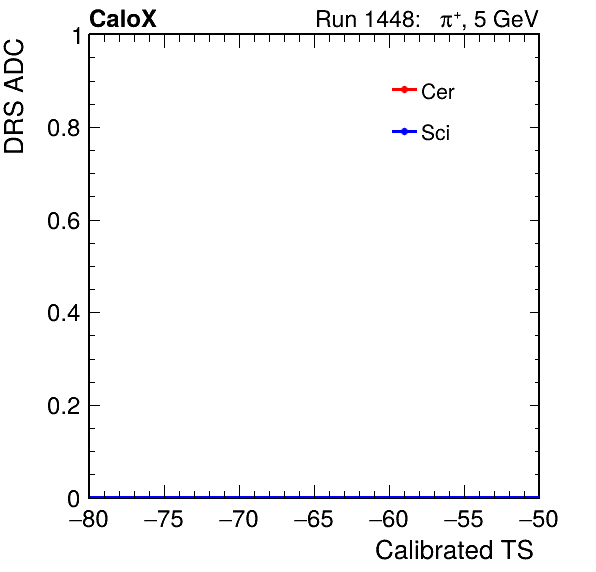 CaloX Run 1448: π⁺, 5 GeV
DRS ADC
1
0.8
0.6
0.4
0.2
0
Cer
Sci
−80 −75 −70 −65 −60 −55 −50
Calibrated TS